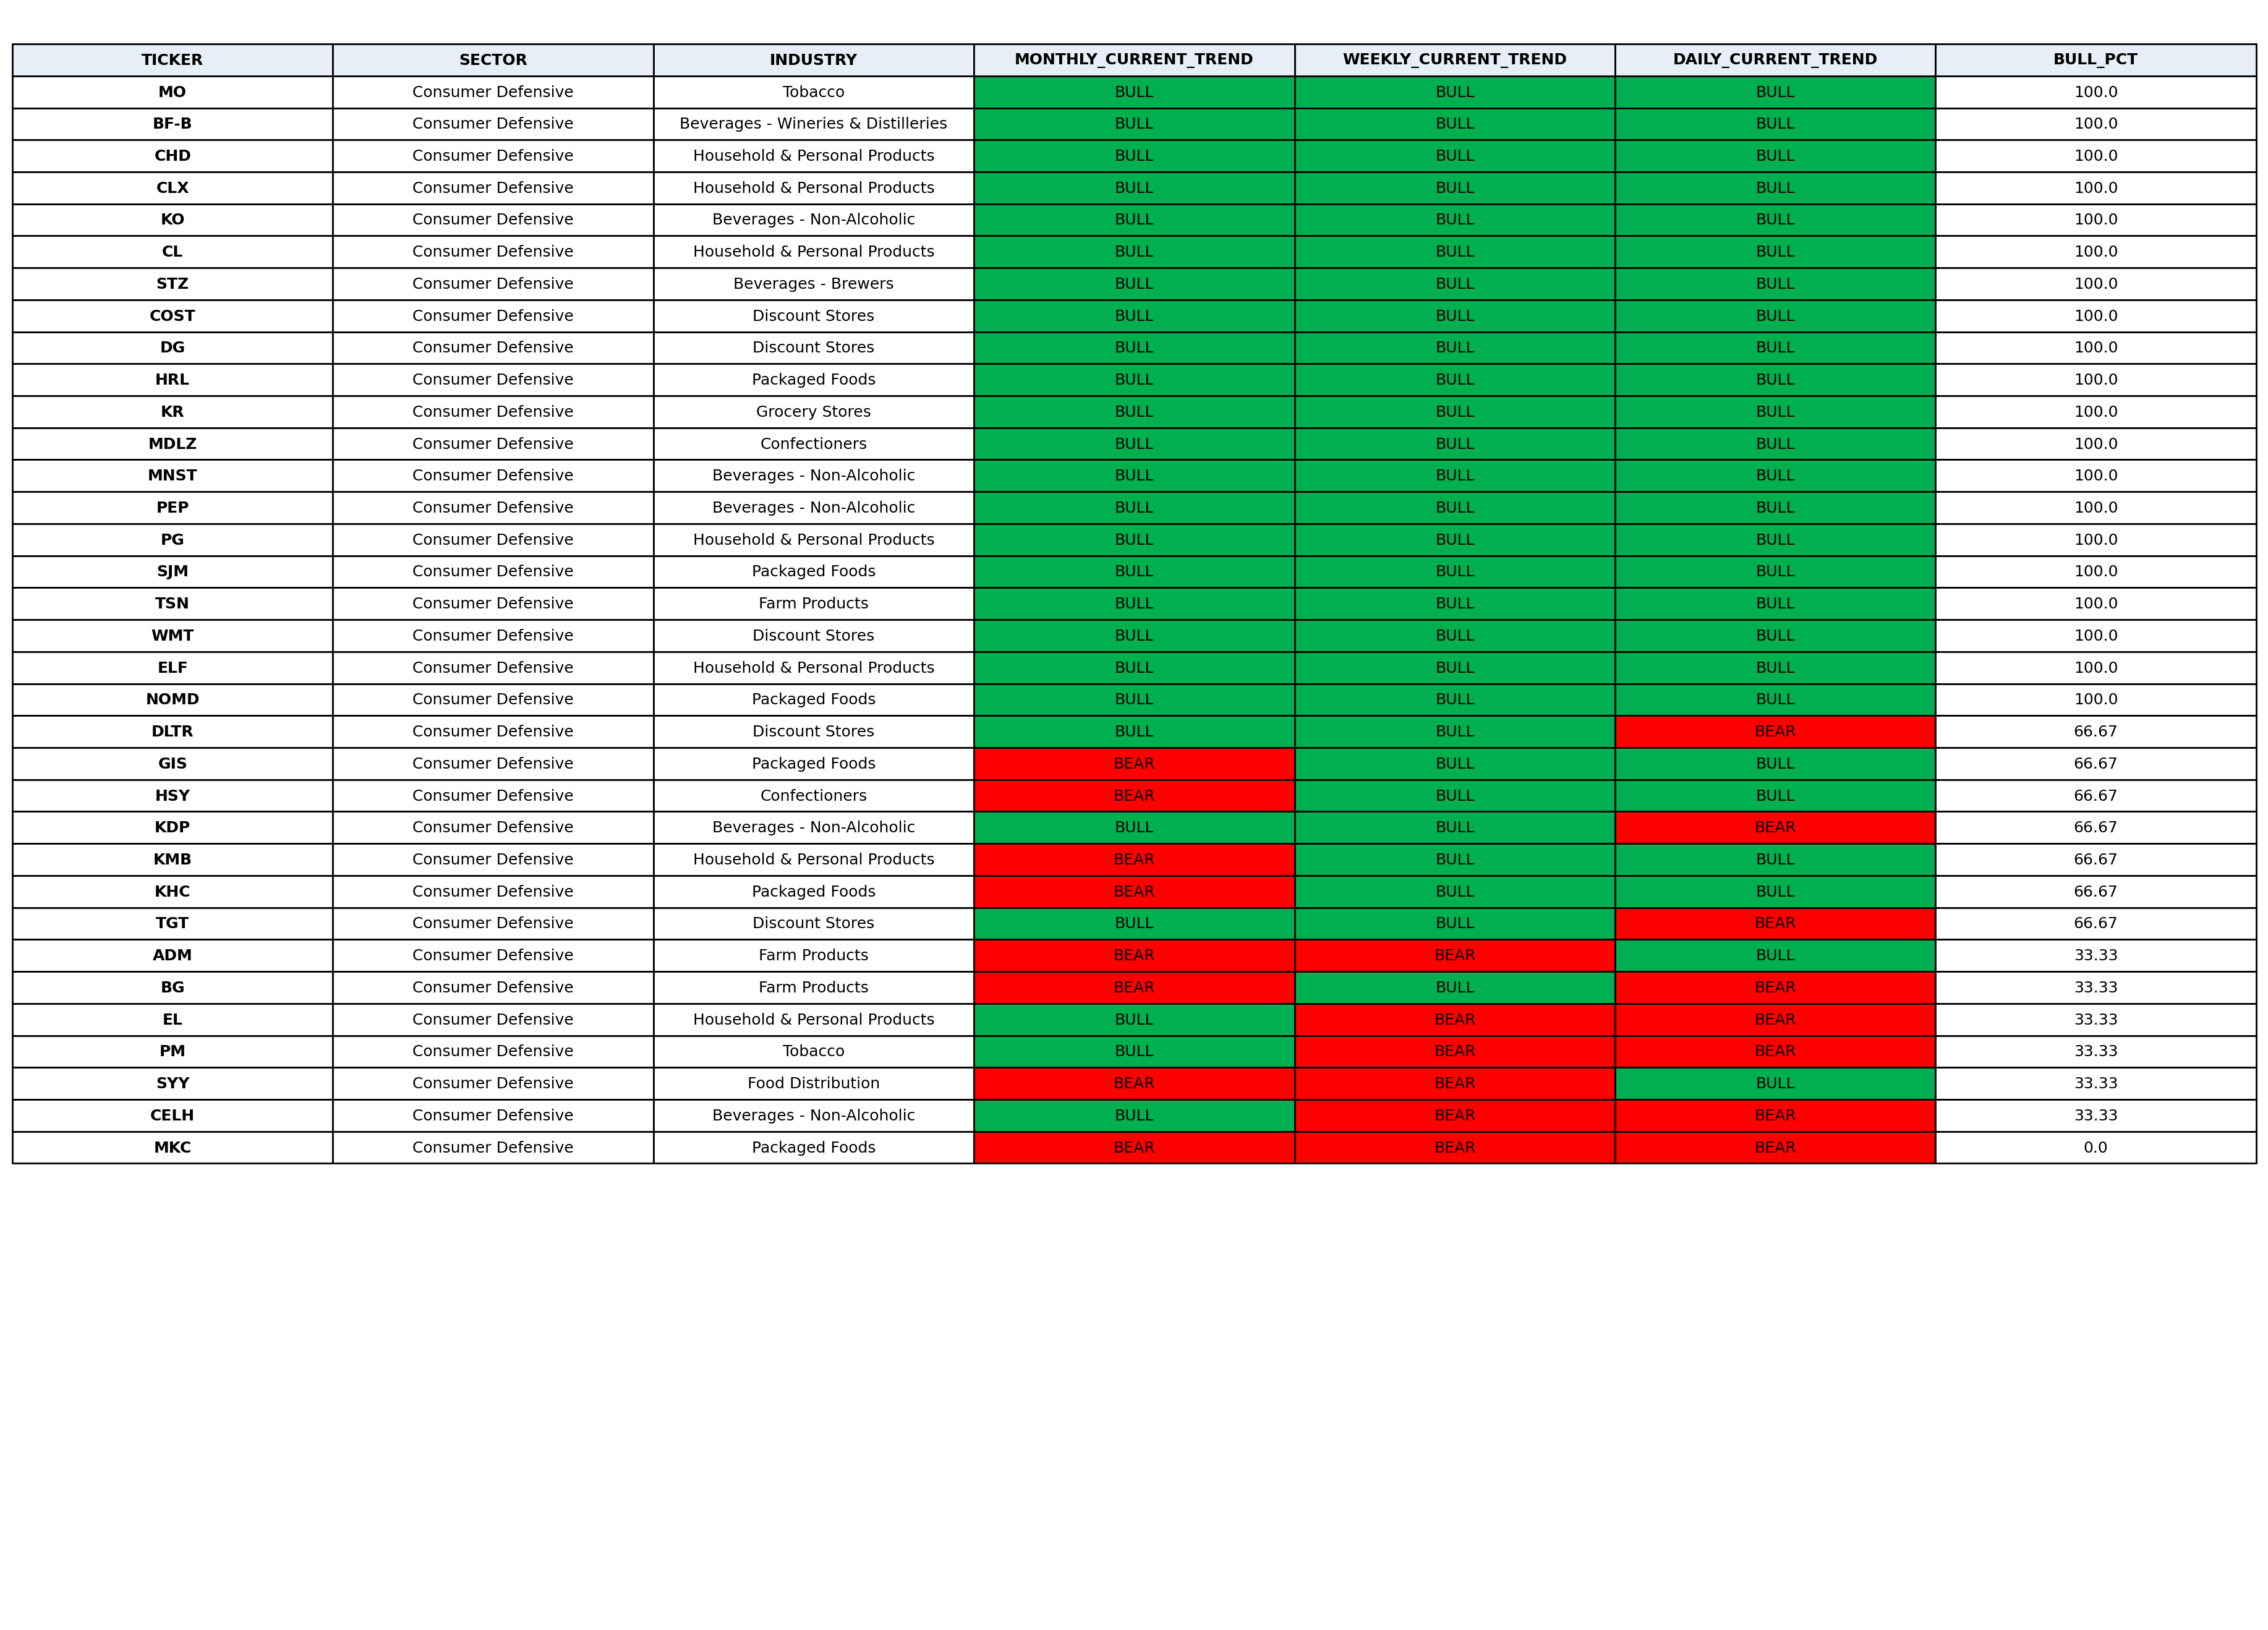 TICKER SECTOR INDUSTRY MONTHLY_CURRENT_TREND WEEKLY_CURRENT_TREND DAILY_CURRENT_TREND BULL_PCT
MO Consumer Defensive Tobacco BULL BULL BULL 100.0
BF-B Consumer Defensive Beverages - Wineries & Distilleries BULL BULL BULL 100.0
CHD Consumer Defensive Household & Personal Products BULL BULL BULL 100.0
CLX Consumer Defensive Household & Personal Products BULL BULL BULL 100.0
KO Consumer Defensive Beverages - Non-Alcoholic BULL BULL BULL 100.0
CL Consumer Defensive Household & Personal Products BULL BULL BULL 100.0
STZ Consumer Defensive Beverages - Brewers BULL BULL BULL 100.0
COST Consumer Defensive Discount Stores BULL BULL BULL 100.0
DG Consumer Defensive Discount Stores BULL BULL BULL 100.0
HRL Consumer Defensive Packaged Foods BULL BULL BULL 100.0
KR Consumer Defensive Grocery Stores BULL BULL BULL 100.0
MDLZ Consumer Defensive Confectioners BULL BULL BULL 100.0
MNST Consumer Defensive Beverages - Non-Alcoholic BULL BULL BULL 100.0
PEP Consumer Defensive Beverages - Non-Alcoholic BULL BULL BULL 100.0
PG Consumer Defensive Household & Personal Products BULL BULL BULL 100.0
SJM Consumer Defensive Packaged Foods BULL BULL BULL 100.0
TSN Consumer Defensive Farm Products BULL BULL BULL 100.0
WMT Consumer Defensive Discount Stores BULL BULL BULL 100.0
ELF Consumer Defensive Household & Personal Products BULL BULL BULL 100.0
NOMD Consumer Defensive Packaged Foods BULL BULL BULL 100.0
DLTR Consumer Defensive Discount Stores BULL BULL BEAR 66.67
GIS Consumer Defensive Packaged Foods BEAR BULL BULL 66.67
HSY Consumer Defensive Confectioners BEAR BULL BULL 66.67
KDP Consumer Defensive Beverages - Non-Alcoholic BULL BULL BEAR 66.67
KMB Consumer Defensive Household & Personal Products BEAR BULL BULL 66.67
KHC Consumer Defensive Packaged Foods BEAR BULL BULL 66.67
TGT Consumer Defensive Discount Stores BULL BULL BEAR 66.67
ADM Consumer Defensive Farm Products BEAR BEAR BULL 33.33
BG Consumer Defensive Farm Products BEAR BULL BEAR 33.33
EL Consumer Defensive Household & Personal Products BULL BEAR BEAR 33.33
PM Consumer Defensive Tobacco BULL BEAR BEAR 33.33
SYY Consumer Defensive Food Distribution BEAR BEAR BULL 33.33
CELH Consumer Defensive Beverages - Non-Alcoholic BULL BEAR BEAR 33.33
MKC Consumer Defensive Packaged Foods BEAR BEAR BEAR 0.0